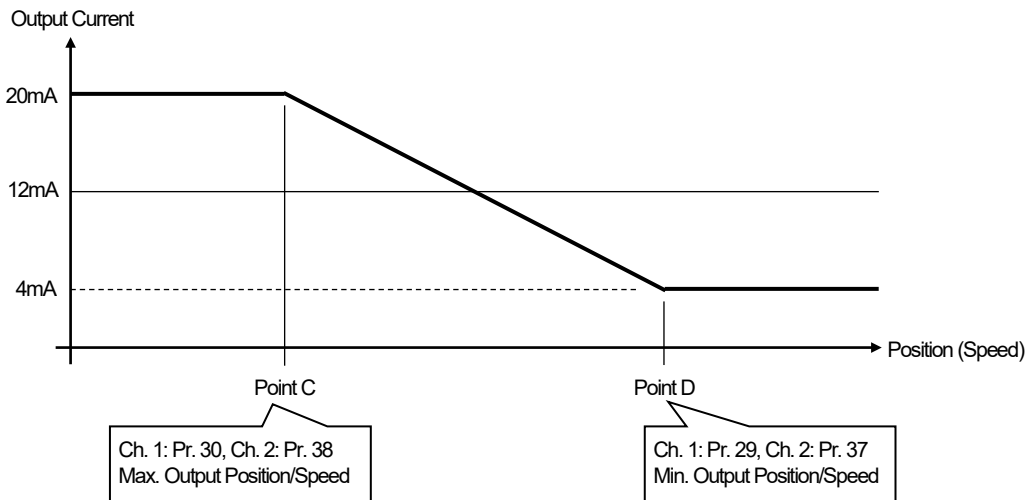 Output Current
20mA
12mA
4mA
Position (Speed)
Point C
Point D
Ch. 1: Pr. 30, Ch. 2: Pr. 38
Max. Output Position/Speed
Ch. 1: Pr. 29, Ch. 2: Pr. 37
Min. Output Position/Speed